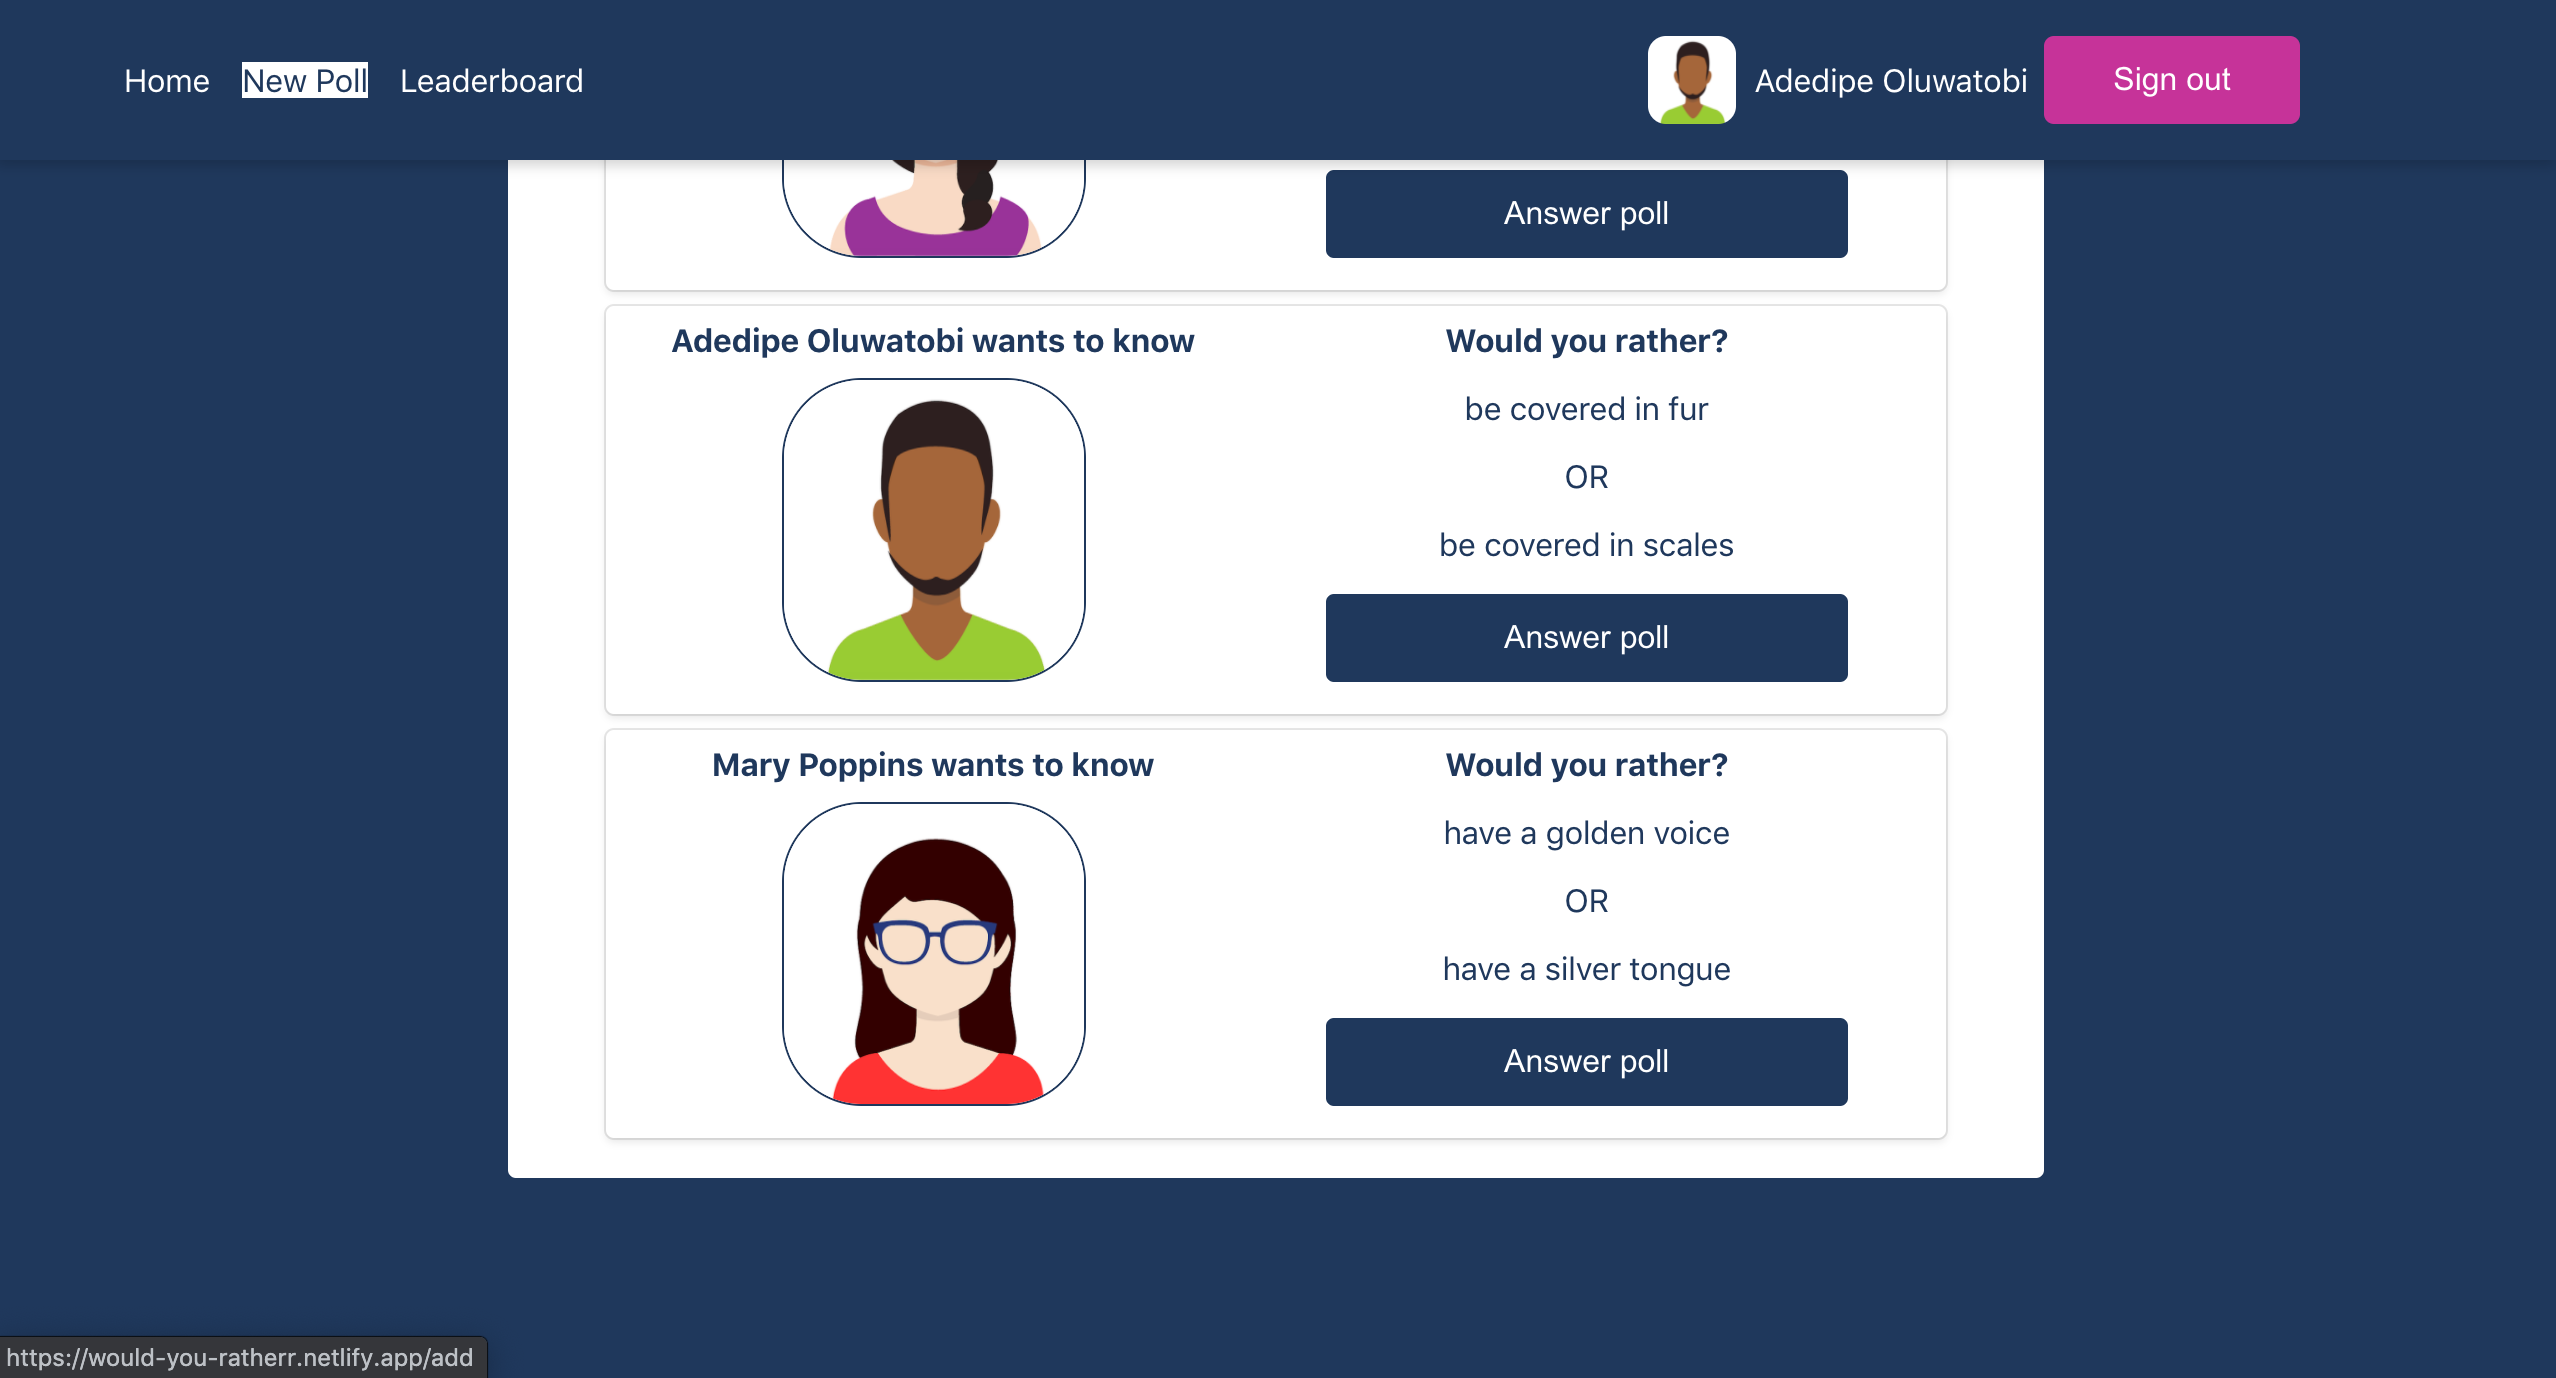 Home New Poll Leaderboard Adedipe Oluwatobi Sign out
Answer poll
Adedipe Oluwatobi wants to know
Would you rather?
be covered in fur
OR
be covered in scales
Answer poll
Mary Poppins wants to know
Would you rather?
have a golden voice
OR
have a silver tongue
Answer poll
https://would-you-ratherr.netlify.app/add